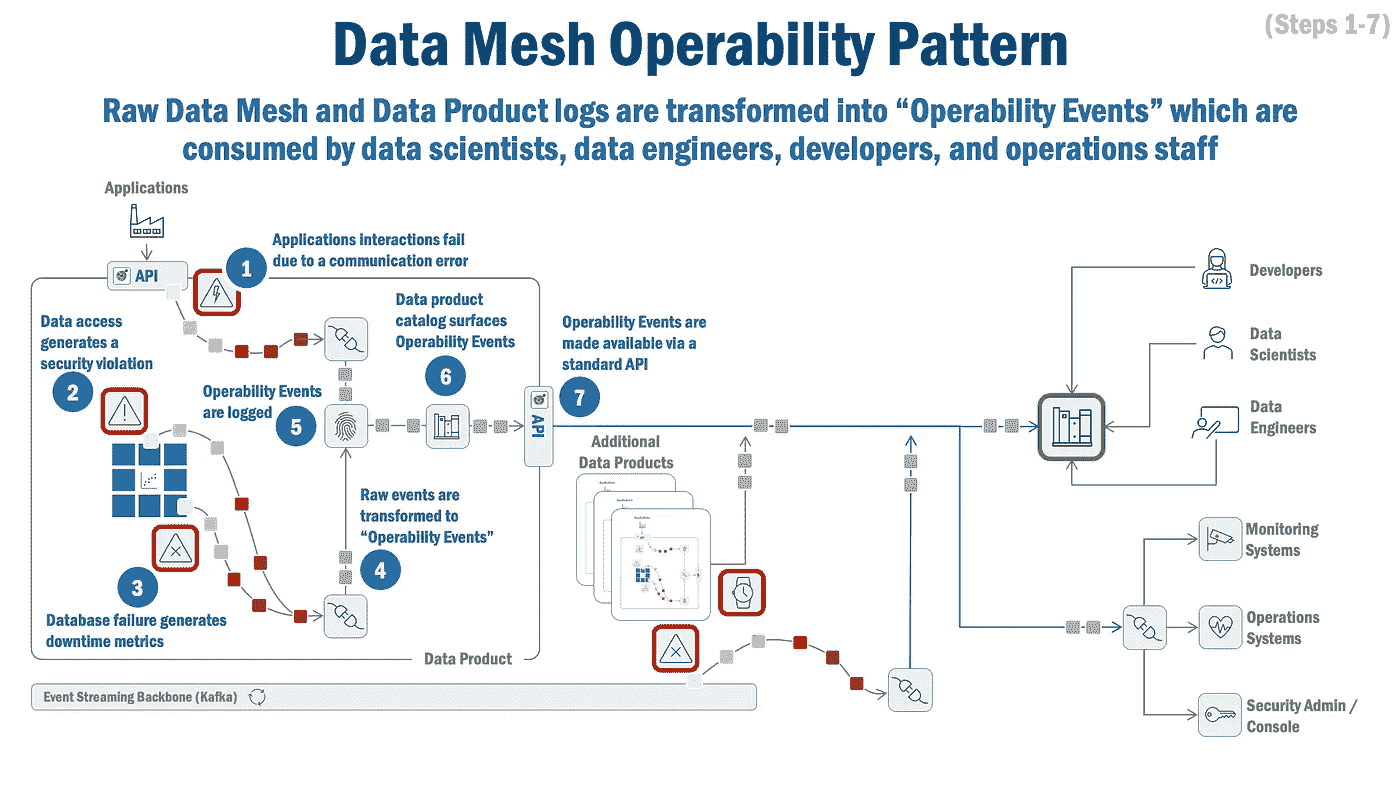 (Steps 1-7)
Data Mesh Operability Pattern
Raw Data Mesh and Data Product logs are transformed into “Operability Events” which are
consumed by data scientists, data engineers, developers, and operations staff
Applications
API
1
Applications interactions fail
due to a communication error
Data access
generates a
security violation
2
Data product
catalog surfaces
Operability Events
6
Operability Events
are logged
5
Operability Events are
made available via a
standard API
7
API
Raw events are
transformed to
“Operability Events”
4
3
Database failure generates
downtime metrics
Data Product
Event Streaming Backbone (Kafka)
Additional
Data Products
Developers
Data
Scientists
Data
Engineers
Monitoring
Systems
Operations
Systems
Security Admin /
Console